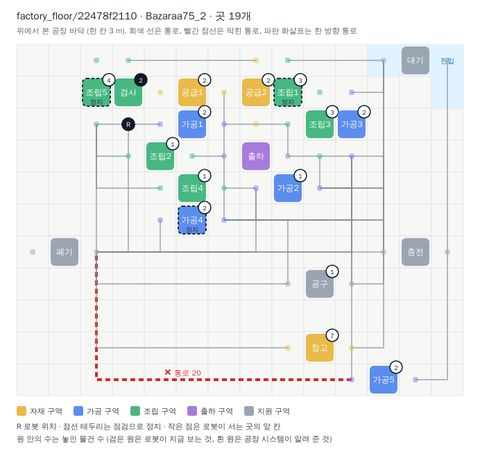 factory_floor/22478f2110 · Bazaraa75_2 · 곳 19개
위에서 본 공장 바닥 (한 칸 3 m). 회색 선은 통로, 빨간 점선은 막힌 통로, 파란 화살표는 한 방향 통로
대기
진입
조립5 4
정지
검사 2
공급1 2
공급2 2
조립1 3
정지
R
가공1 2
조립3 3
가공3 2
조립2 1
출하
조립4 1
가공2 1
가공4 2
정지
폐기
충전
공구 1
창고 7
✖ 통로 20
가공5 2
자재 구역 가공 구역 조립 구역 출하 구역 지원 구역
R 로봇 위치 · 점선 테두리는 점검으로 정지 · 작은 점은 로봇이 서는 곳의 앞 칸
원 안의 수는 놓인 물건 수 (검은 원은 로봇이 지금 보는 것, 흰 원은 공장 시스템이 알려 준 것)